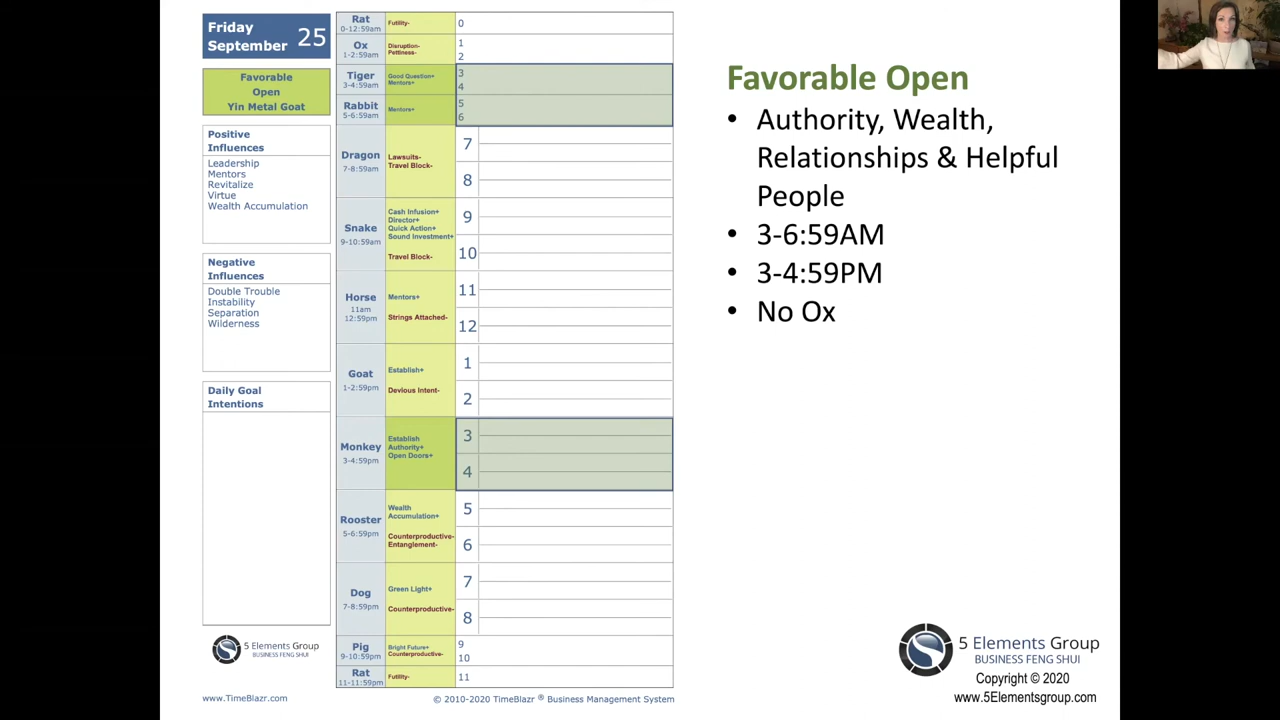 Friday
September 25
Favorable
Open
Yin Metal Goat
Positive
Influences
Leadership
Mentors
Revitalize
Virtue
Wealth Accumulation
Negative
Influences
Double Trouble
Instability
Separation
Wilderness
Daily Goal
Intentions
5 Elements Group
BUSINESS FENG SHUI
www.TimeBlazr.com
Rat
0-12:59am
Futility-
0
Ox
1-2:59am
Disruption-
Pettiness-
1
2
Tiger
3-4:59am
Good Question+
Mentors+
3
4
Rabbit
5-6:59am
Mentors+
5
6
Dragon
7-8:59am
Lawsuits-
Travel Block-
7
8
Snake
9-10:59am
Cash Infusion+
Director+
Quick Action+
Sound Investment+
Travel Block-
9
10
Horse
11am
12:59pm
Mentors+
Strings Attached-
11
12
Goat
1-2:59pm
Establish+
Devious Intent-
1
2
Monkey
3-4:59pm
Establish
Authority+
Open Doors+
3
4
Rooster
5-6:59pm
Wealth
Accumulation+
Counterproductive-
Entanglement-
5
6
Dog
7-8:59pm
Green Light+
Counterproductive-
7
8
Pig
9-10:59pm
Bright Future+
Counterproductive-
9
10
Rat
11-11:59pm
Futility-
11
© 2010-2020 TimeBlazr ® Business Management System
Favorable Open
• Authority, Wealth,
Relationships & Helpful
People
• 3-6:59AM
• 3-4:59PM
• No Ox
5 Elements Group
BUSINESS FENG SHUI
Copyright © 2020
www.5Elementsgroup.com